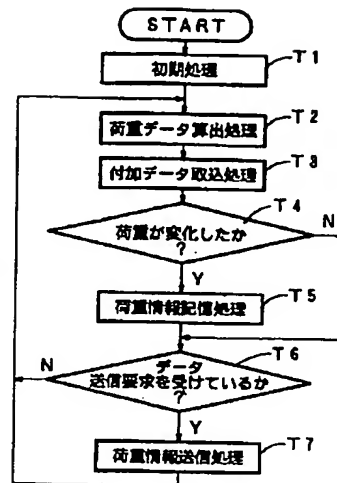 START
初期処理
T1
荷重データ算出処理
T2
付加データ取込処理
T3
T4
荷重が変化したか
?
N
Y
荷重情報記憶処理
T5
T6
データ
送信要求を受けているか
?
N
Y
荷重情報送信処理
T7